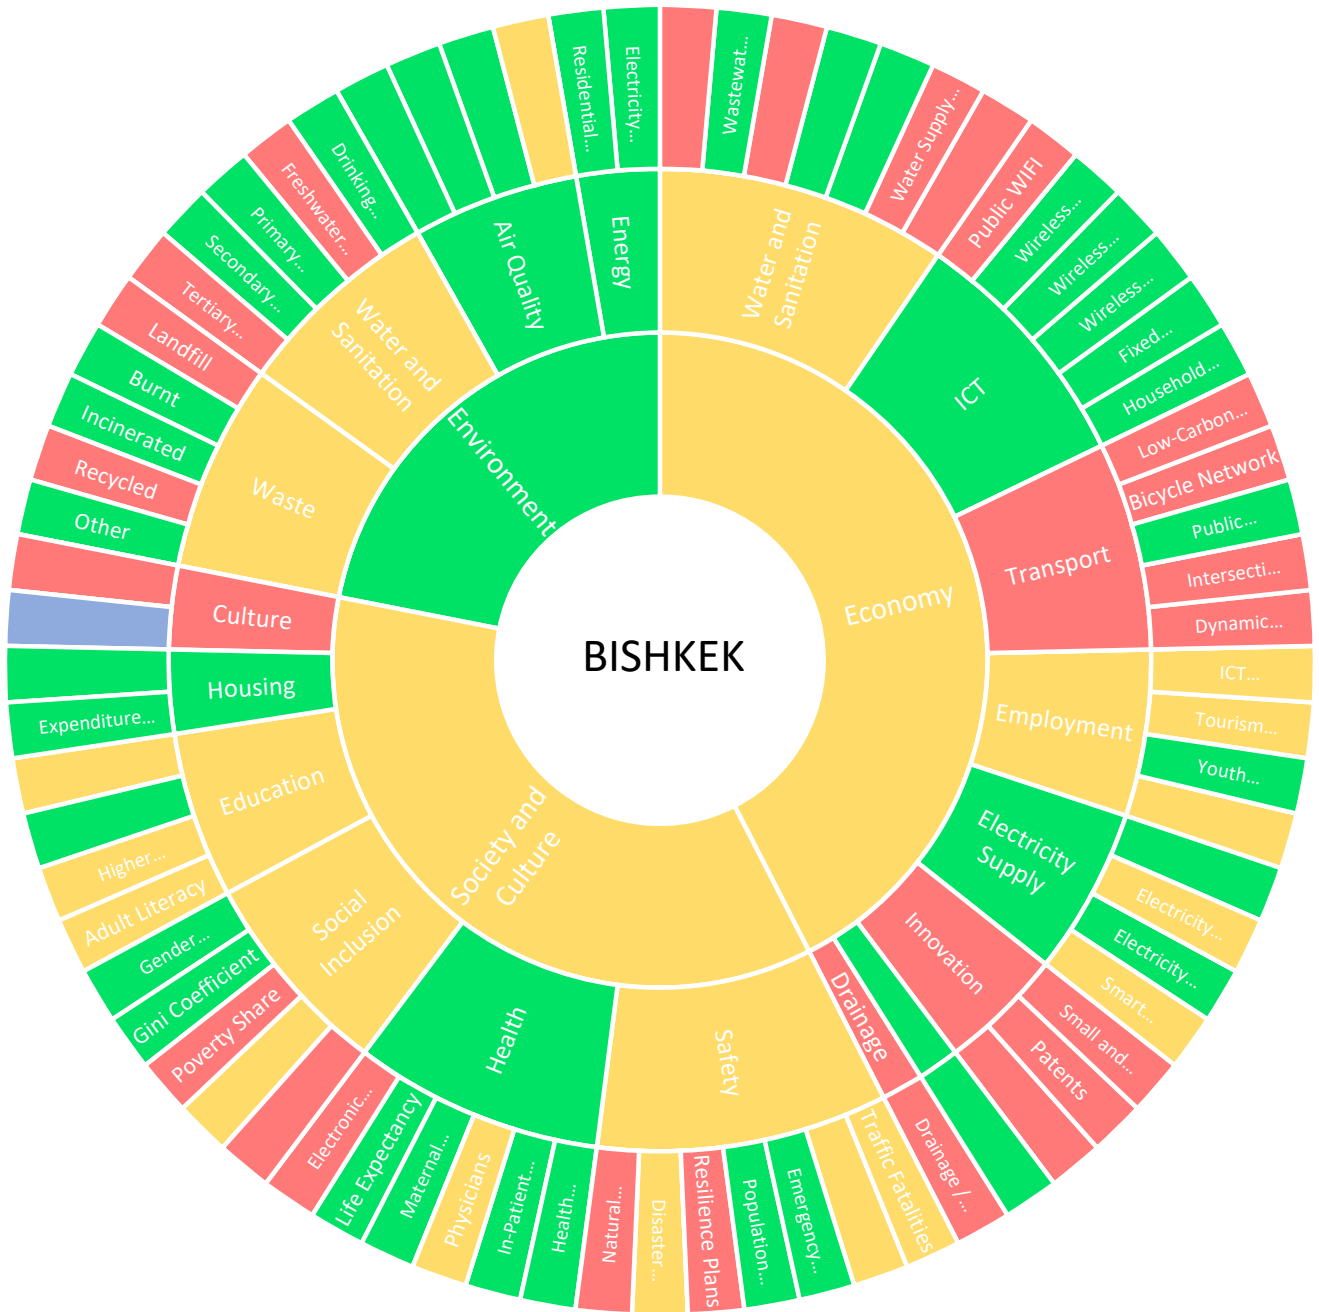 BISHKEK
Economy
Society and
Culture
Environment
Water and
Sanitation
ICT
Transport
Employment
Electricity
Supply
Innovation
Drainage
Safety
Health
Social
Inclusion
Education
Housing
Culture
Waste
Water and
Sanitation
Air Quality
Energy
Wastewat...
Water Supply...
Public WIFI
Wireless...
Wireless...
Wireless...
Fixed...
Household...
Low-Carbon...
Bicycle Network
Public...
Intersecti...
Dynamic...
ICT...
Tourism...
Youth...
Electricity...
Electricity...
Smart...
Small and...
Patents
Drainage /...
Traffic Fatalities
Emergency...
Population...
Resilience Plans
Disaster...
Natural...
Health...
In-Patient...
Physicians
Maternal...
Life Expectancy
Electronic...
Poverty Share
Gini Coefficient
Gender...
Adult Literacy
Higher...
Expenditure...
Other
Recycled
Incinerated
Burnt
Landfill
Tertiary...
Secondary...
Primary...
Freshwater...
Drinking...
Residential...
Electricity...